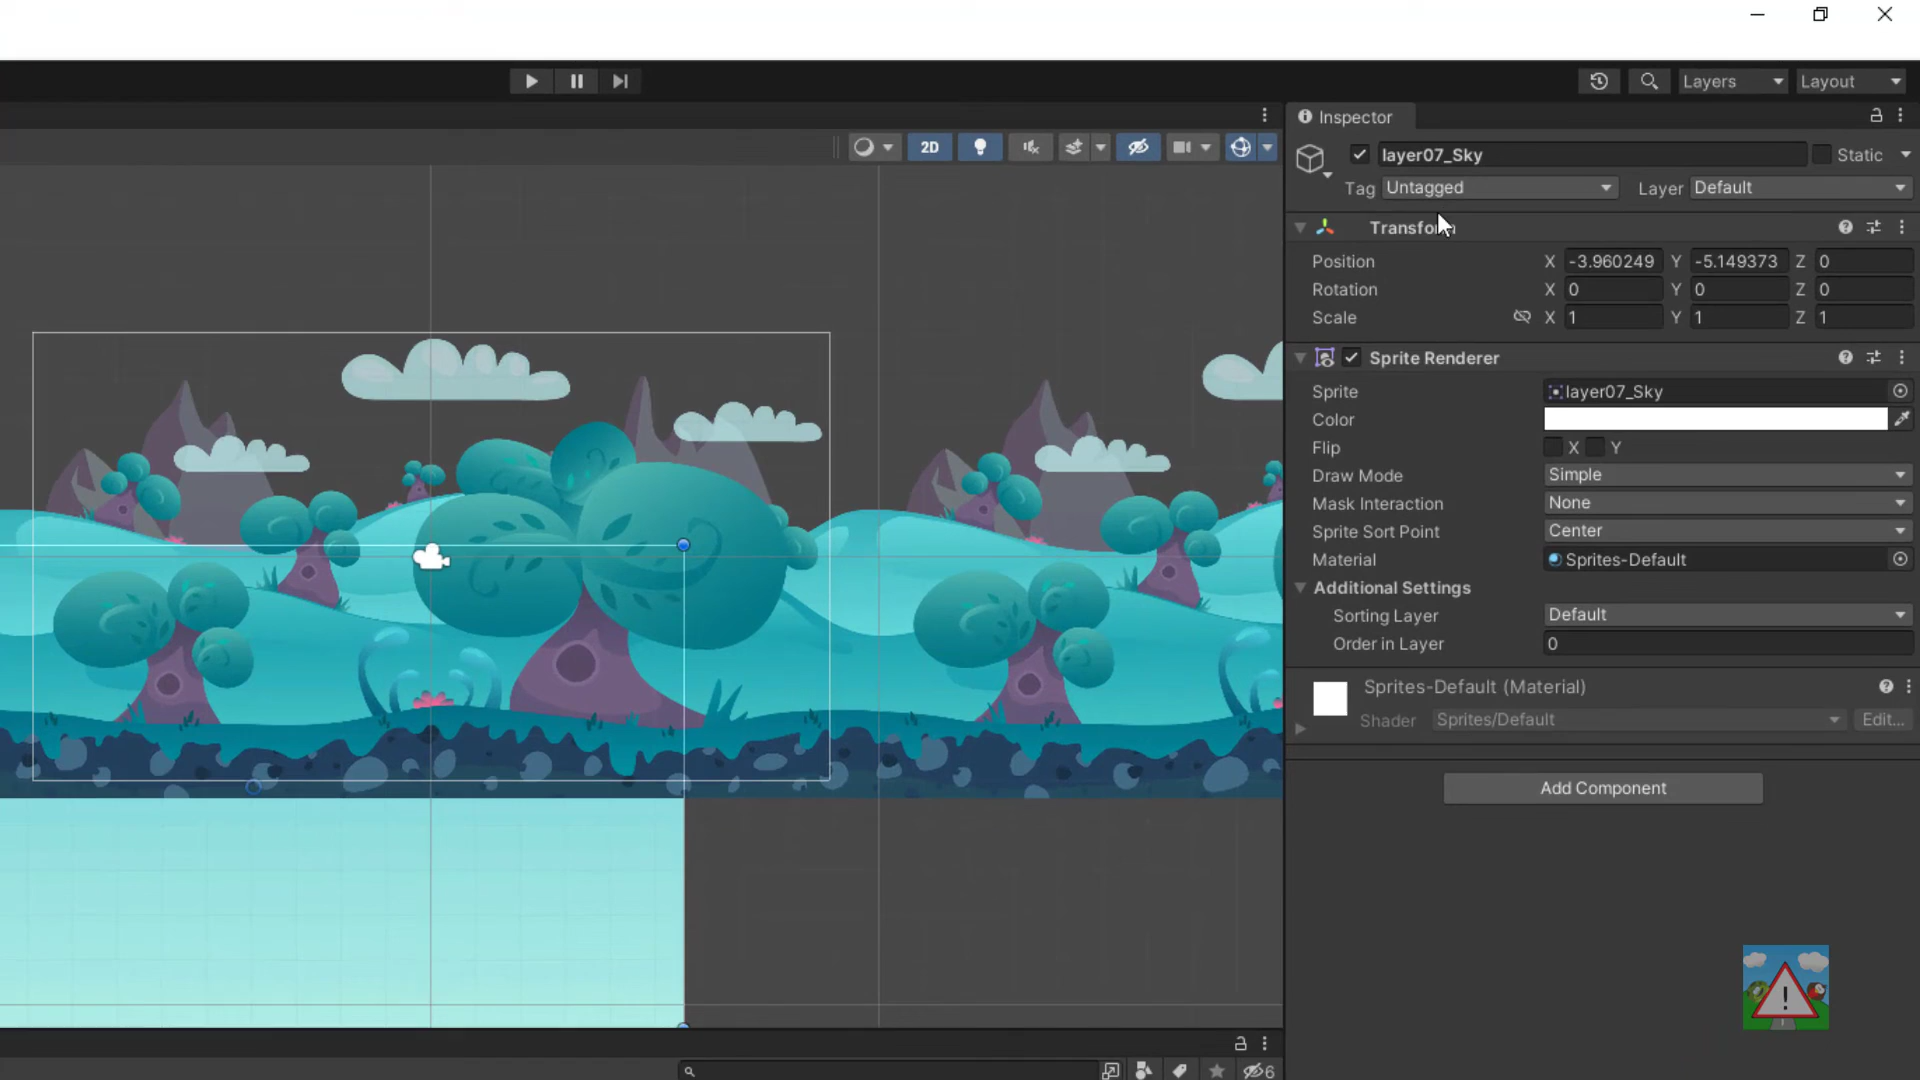 Layers Layout
Inspector
2D
layer07_Sky Static
Tag Untagged Layer Default
Transform
Position X -3.960249 Y -5.149373 Z 0
Rotation X 0 Y 0 Z 0
Scale X 1 Y 1 Z 1
Sprite Renderer
Sprite layer07_Sky
Color
Flip X Y
Draw Mode Simple
Mask Interaction None
Sprite Sort Point Center
Material Sprites-Default
Additional Settings
Sorting Layer Default
Order in Layer 0
Sprites-Default (Material)
Shader Sprites/Default Edit...
Add Component
!
6